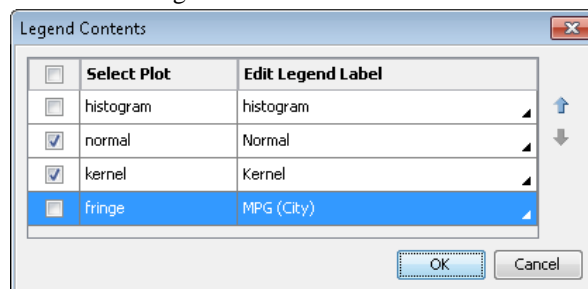 Legend Contents
Select Plot Edit Legend Label
histogram histogram
normal Normal
kernel Kernel
fringe MPG (City)
OK Cancel